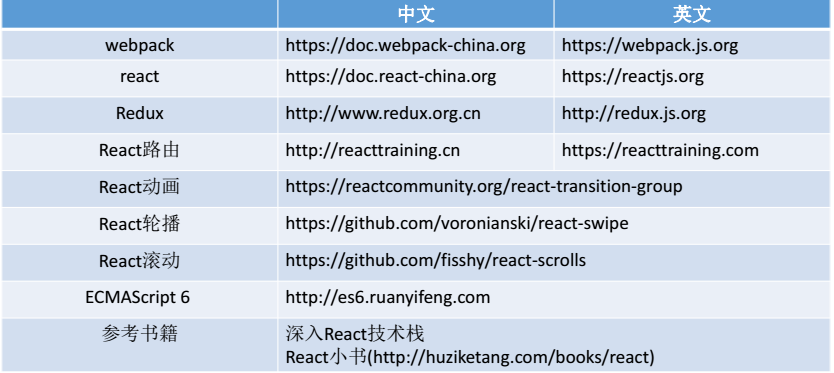 中文 英文
webpack https://doc.webpack-china.org https://webpack.js.org
react https://doc.react-china.org https://reactjs.org
Redux http://www.redux.org.cn http://redux.js.org
React路由 http://reacttraining.cn https://reacttraining.com
React动画 https://reactcommunity.org/react-transition-group
React轮播 https://github.com/voronianski/react-swipe
React滚动 https://github.com/fisshy/react-scrolls
ECMAScript 6 http://es6.ruanyifeng.com
参考书籍 深入React技术栈
React小书(http://huziketang.com/books/react)